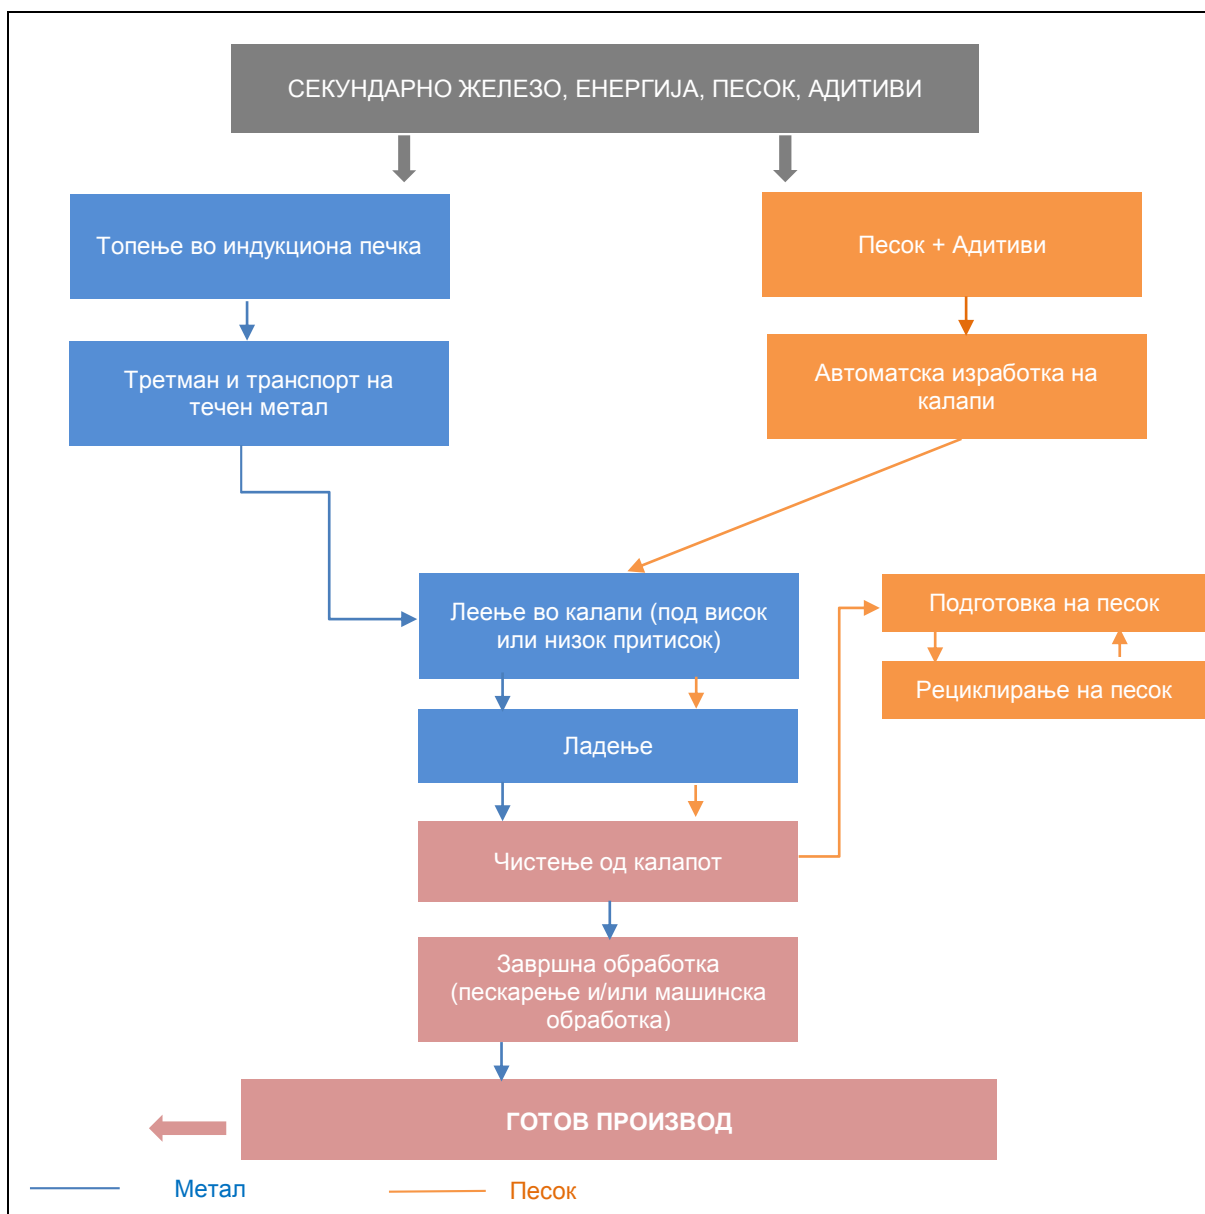 СЕКУНДАРНО ЖЕЛЕЗО, ЕНЕРГИЈА, ПЕСОК, АДИТИВИ
Топење во индукциона печка
Песок + Адитиви
Третман и транспорт на
течен метал
Автоматска изработка на
калапи
Леење во калапи (под висок
или низок притисок)
Подготовка на песок
Рециклирање на песок
Ладење
Чистење од калапот
Завршна обработка
(пескарење и/или машинска
обработка)
ГОТОВ ПРОИЗВОД
Метал
Песок